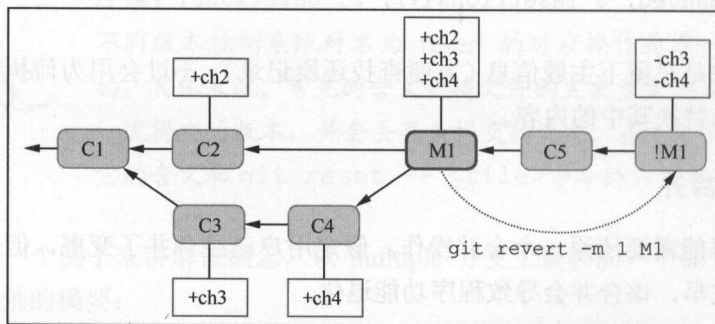 +ch2
+ch2
+ch3
+ch4
-ch3
-ch4
C1
C2
M1
C5
!M1
C3
C4
git revert -m 1 M1
+ch3
+ch4